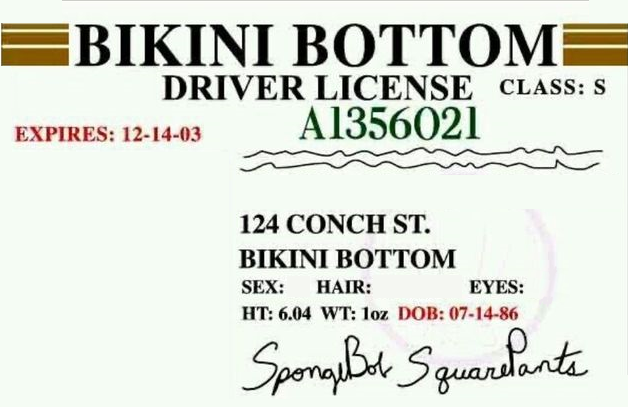 BIKINI BOTTOM
DRIVER LICENSE CLASS: S
A1356021
EXPIRES: 12-14-03
124 CONCH ST.
BIKINI BOTTOM
SEX: HAIR: EYES:
HT: 6.04 WT: 1oz DOB: 07-14-86
SpongeBob SquarePants